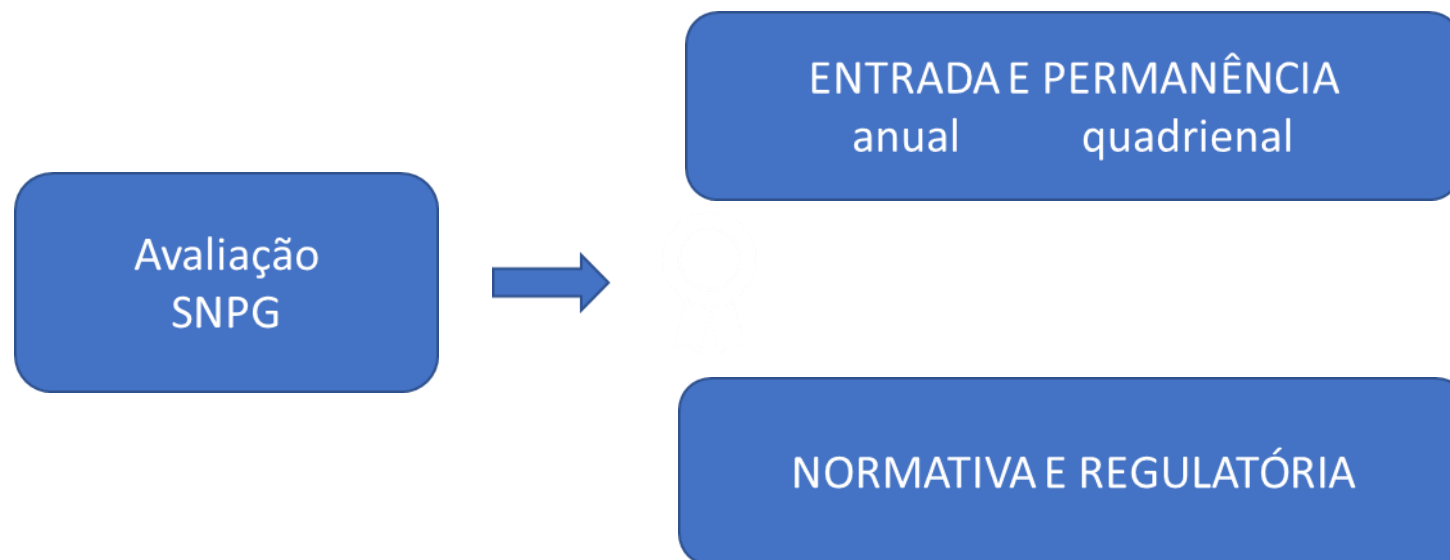 Avaliação
SNPG
ENTRADA E PERMANÊNCIA
anual quadrienal
NORMATIVA E REGULATÓRIA